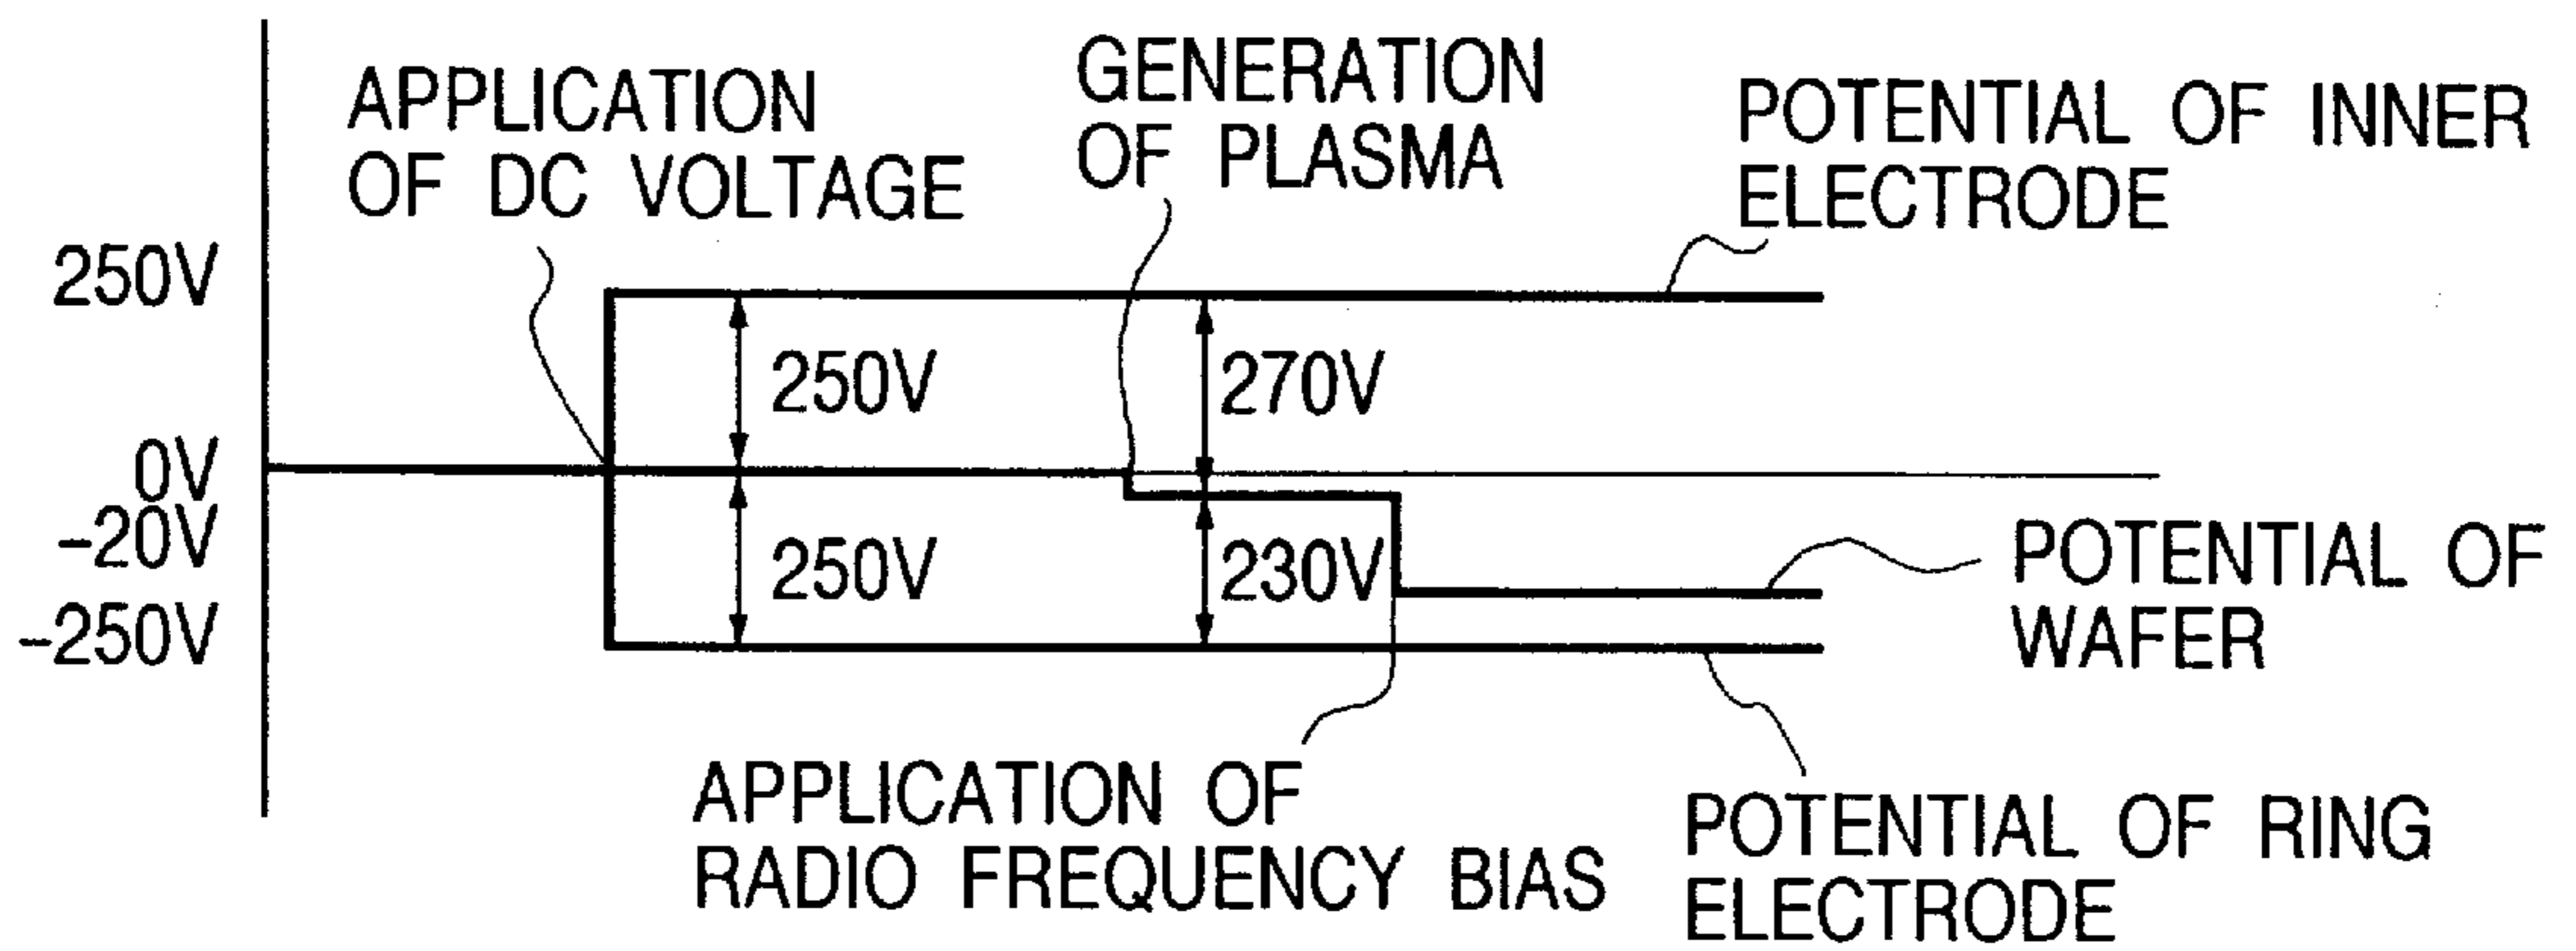 APPLICATION
OF DC VOLTAGE
GENERATION
OF PLASMA
POTENTIAL OF INNER
ELECTRODE
250V
250V
270V
0V
-20V
250V
230V
POTENTIAL OF
WAFER
-250V
APPLICATION OF
RADIO FREQUENCY BIAS
POTENTIAL OF RING
ELECTRODE